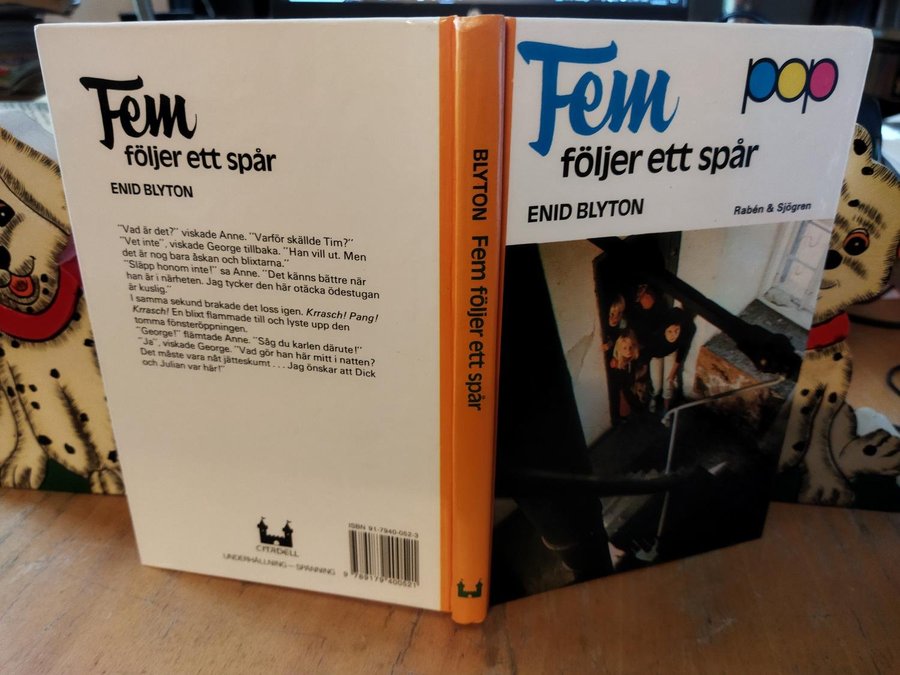 Fem
följer ett spår
ENID BLYTON
"Vad är det?" viskade Anne. "Varför skällde Tim?"
"Vet inte", viskade George tillbaka. "Han vill ut. Men
det är nog bara åskan och blixtarna."
"Släpp honom inte!" sa Anne. "Det känns bättre när
han är i närheten. Jag tycker den här otäcka ödestugan
är kuslig."
I samma sekund brakade det loss igen. Krrasch! Pang!
Krrasch! En blixt flammade till och lyste upp den
tomma fönsteröppningen.
"George!" flämtade Anne. "Såg du karlen därute!"
"Ja", viskade George. "Vad gör han här mitt i natten?
Det måste vara nåt jätteskumt .... Jag önskar att Dick
och Julian var här!"
CITADELL
UNDERHÅLLNING – SPÄNNING
ISBN 91-7940-052-3
9 789179 400521
BLYTON Fem följer ett spår
Fem
följer ett spår
ENID BLYTON
pop
Rabén & Sjögren